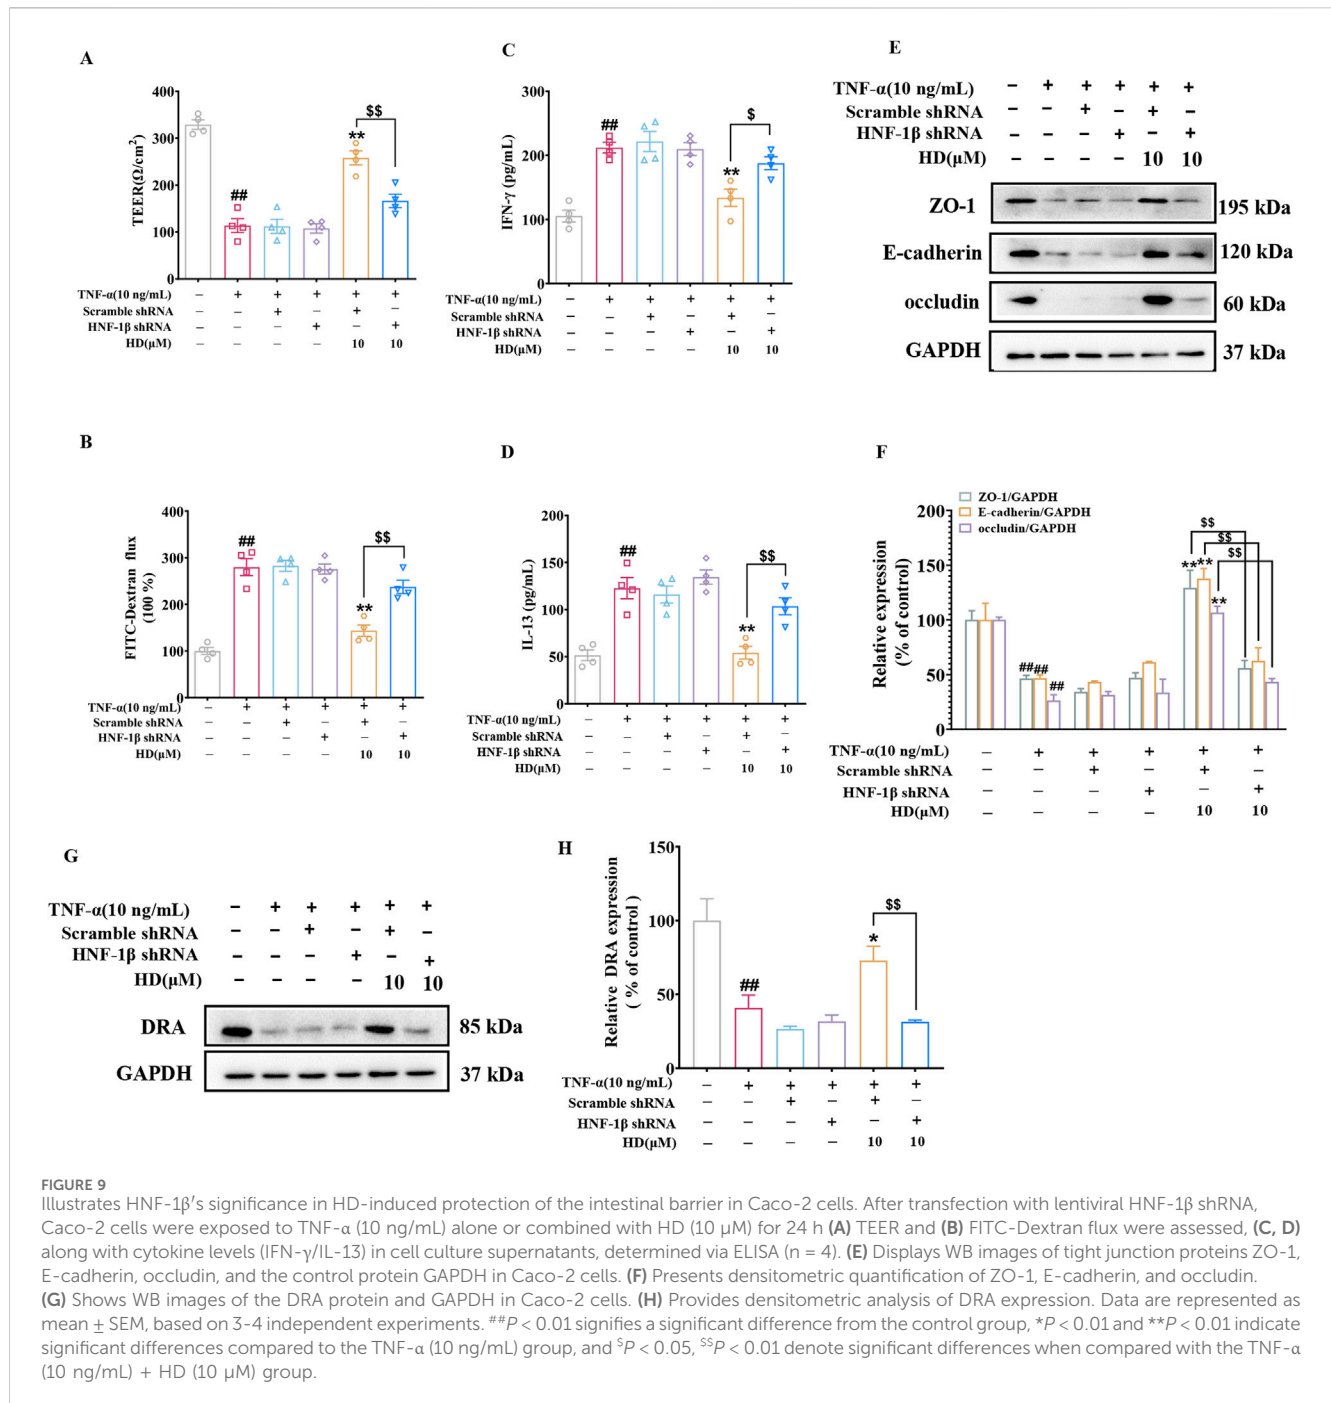 A
TEER(Ω/cm²)
400
300
200
100
0
##
**
$$
TNF-α(10 ng/mL) – + + + + +
Scramble shRNA – – + – + –
HNF-1β shRNA – – – + – +
HD(μM) – – – – 10 10
C
IFN-γ (pg/mL)
300
200
100
0
##
**
$
TNF-α(10 ng/mL) – + + + + +
Scramble shRNA – – + – + –
HNF-1β shRNA – – – + – +
HD(μM) – – – – 10 10
E
TNF-α(10 ng/mL) – + + + + +
Scramble shRNA – – + – + –
HNF-1β shRNA – – – + – +
HD(μM) – – – – 10 10
ZO-1 195 kDa
E-cadherin 120 kDa
occludin 60 kDa
GAPDH 37 kDa
B
FITC-Dextran flux
(100 %)
400
300
200
100
0
##
**
$$
TNF-α(10 ng/mL) – + + + + +
Scramble shRNA – – + – + –
HNF-1β shRNA – – – + – +
HD(μM) – – – – 10 10
D
IL-13 (pg/mL)
200
150
100
50
0
##
**
$$
TNF-α(10 ng/mL) – + + + + +
Scramble shRNA – – + – + –
HNF-1β shRNA – – – + – +
HD(μM) – – – – 10 10
F
ZO-1/GAPDH
E-cadherin/GAPDH
occludin/GAPDH
Relative expression
(% of control)
200
150
100
50
0
## ## ##
** ** **
$$
$$
$$
TNF-α(10 ng/mL) – + + + + +
Scramble shRNA – – + – + –
HNF-1β shRNA – – – + – +
HD(μM) – – – – 10 10
G
TNF-α(10 ng/mL) – + + + + +
Scramble shRNA – – + – + –
HNF-1β shRNA – – – + – +
HD(μM) – – – – 10 10
DRA 85 kDa
GAPDH 37 kDa
H
Relative DRA expression
( % of control )
150
100
50
0
##
*
$$
TNF-α(10 ng/mL) – + + + + +
Scramble shRNA – – + – + –
HNF-1β shRNA – – – + – +
HD(μM) – – – – 10 10
FIGURE 9
Illustrates HNF-1β′s significance in HD-induced protection of the intestinal barrier in Caco-2 cells. After transfection with lentiviral HNF-1β shRNA,
Caco-2 cells were exposed to TNF-α (10 ng/mL) alone or combined with HD (10 μM) for 24 h (A) TEER and (B) FITC-Dextran flux were assessed, (C, D)
along with cytokine levels (IFN-γ/IL-13) in cell culture supernatants, determined via ELISA (n = 4). (E) Displays WB images of tight junction proteins ZO-1,
E-cadherin, occludin, and the control protein GAPDH in Caco-2 cells. (F) Presents densitometric quantification of ZO-1, E-cadherin, and occludin.
(G) Shows WB images of the DRA protein and GAPDH in Caco-2 cells. (H) Provides densitometric analysis of DRA expression. Data are represented as
mean ± SEM, based on 3-4 independent experiments. ##P < 0.01 signifies a significant difference from the control group, *P < 0.01 and **P < 0.01 indicate
significant differences compared to the TNF-α (10 ng/mL) group, and $P < 0.05, $$P < 0.01 denote significant differences when compared with the TNF-α
(10 ng/mL) + HD (10 μM) group.